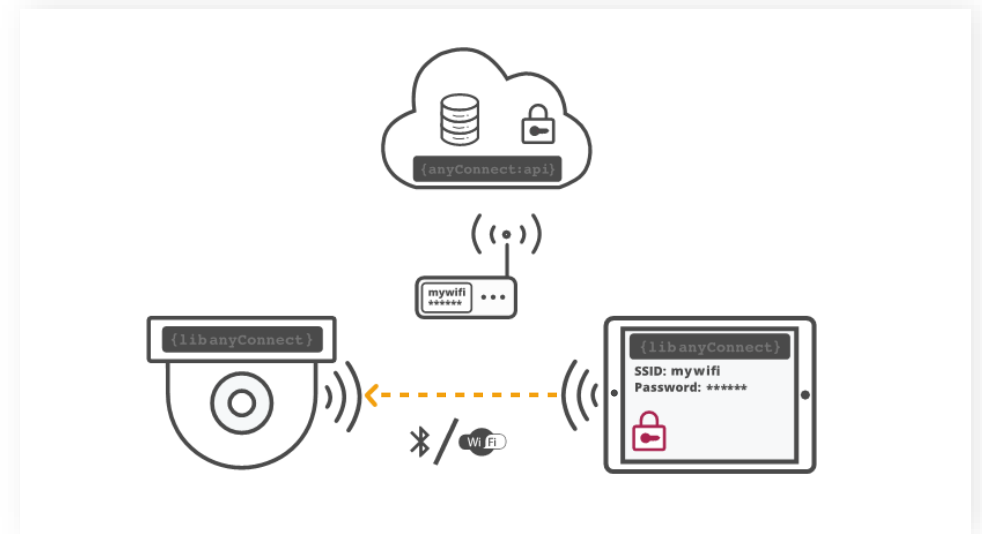 {anyConnect:api}
mywifi
******
{libanyConnect}
{libanyConnect}
SSID: mywifi
Password: ******
Wi Fi